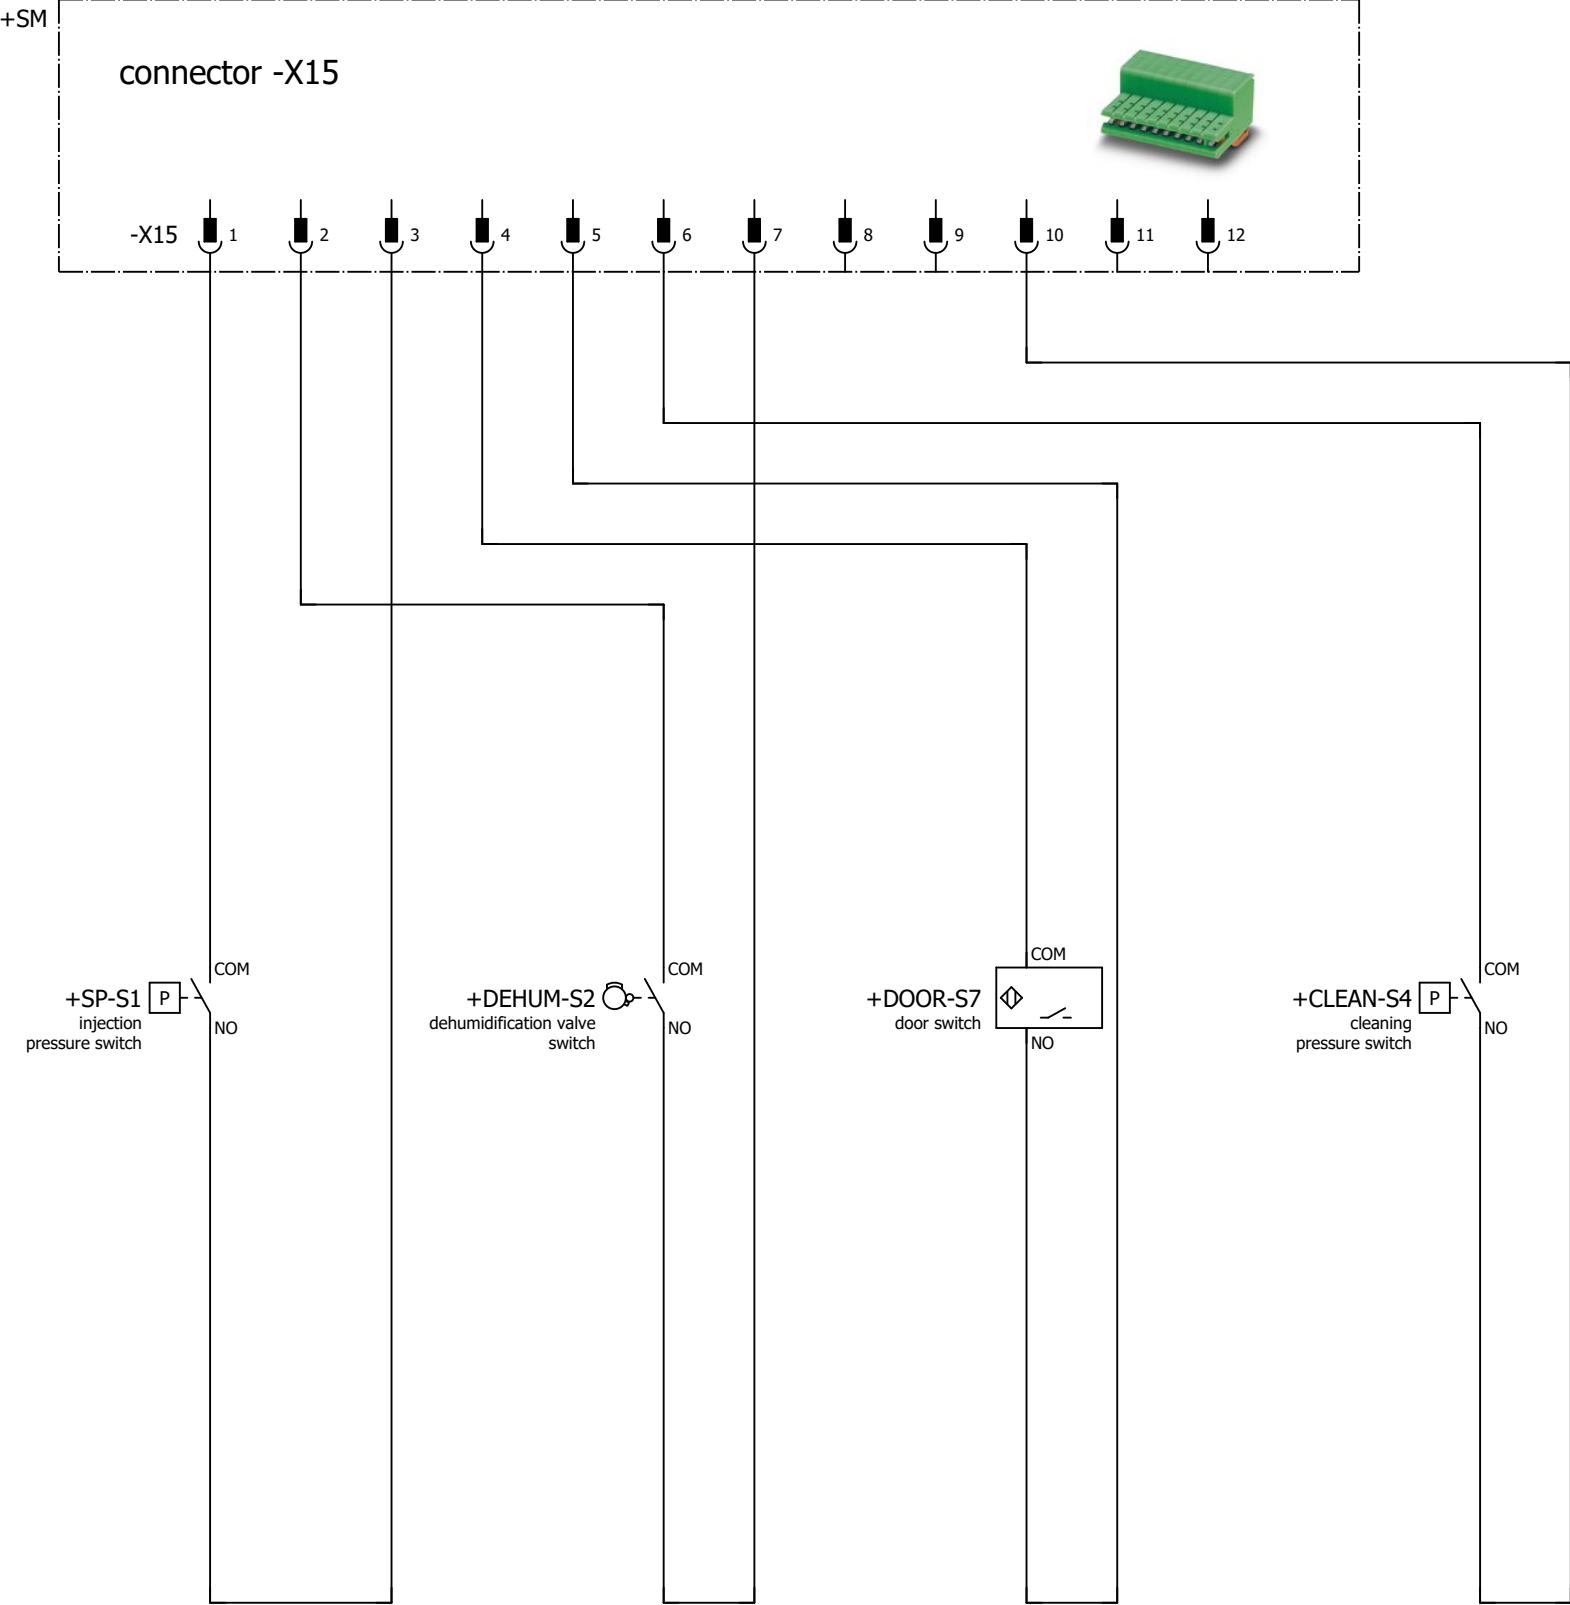 +SM
connector -X15
-X15 1 2 3 4 5 6 7 8 9 10 11 12
COM COM COM COM
+SP-S1 P
injection
pressure switch
NO
+DEHUM-S2
dehumidification valve
switch
NO
+DOOR-S7
door switch
NO
+CLEAN-S4 P
cleaning
pressure switch
NO